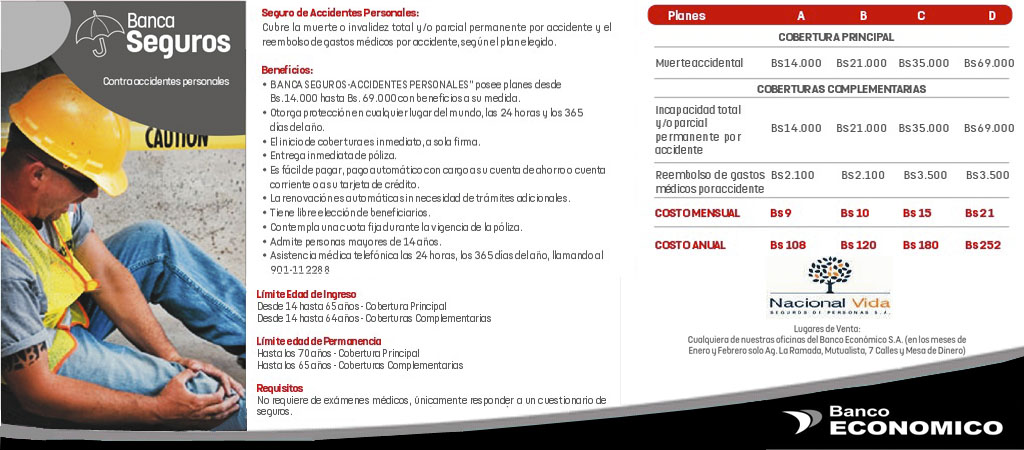 Banca
Seguros
Contra accidentes personales
CAUTION
Seguro de Accidentes Personales:
Cubre la muerte o invalidez total y/o parcial permanente por accidente y el
reembolso de gastos médicos por accidente, según el plan elegido.
Beneficios:
• BANCA SEGUROS-ACCIDENTES PERSONALES" posee planes desde
Bs. 14.000 hasta Bs. 69.000 con beneficios a su medida.
• Otorga protección en cualquier lugar del mundo, las 24 horas y los 365
días del año.
• El inicio de cobertura es inmediato, a sola firma.
• Entrega inmediata de póliza.
• Es fácil de pagar, pago automático con cargo a su cuenta de ahorro o cuenta
corriente o a su tarjeta de crédito.
• La renovación es automática sin necesidad de trámites adicionales.
• Tiene libre elección de beneficiarios.
• Contempla una cuota fija durante la vigencia de la póliza.
• Admite personas mayores de 14 años.
• Asistencia médica telefónica las 24 horas, los 365 días del año, llamando al
901-112288
Límite Edad de Ingreso
Desde 14 hasta 65 años - Cobertura Principal
Desde 14 hasta 64 años - Coberturas Complementarias
Límite edad de Permanencia
Hasta los 70 años - Cobertura Principal
Hasta los 65 años - Coberturas Complementarias
Requisitos
No requiere de exámenes médicos, únicamente responder a un cuestionario de
seguros.
Planes A B C D
COBERTURA PRINCIPAL
Muerte accidental Bs14.000 Bs21.000 Bs35.000 Bs69.000
COBERTURAS COMPLEMENTARIAS
Incapacidad total
y/o parcial
permanente por
accidente Bs14.000 Bs21.000 Bs35.000 Bs69.000
Reembolso de gastos Bs2.100 Bs2.100 Bs3.500 Bs3.500
médicos por accidente
COSTO MENSUAL Bs 9 Bs 10 Bs 15 Bs 21
COSTO ANUAL Bs 108 Bs 120 Bs 180 Bs 252
Nacional Vida
SEGUROS DE PERSONAS S.A.
Lugares de Venta:
Cualquiera de nuestras oficinas del Banco Económico S.A. (en los meses de
Enero y Febrero solo Ag. La Ramada, Mutualista, 7 Calles y Mesa de Dinero)
Banco
ECONOMICO